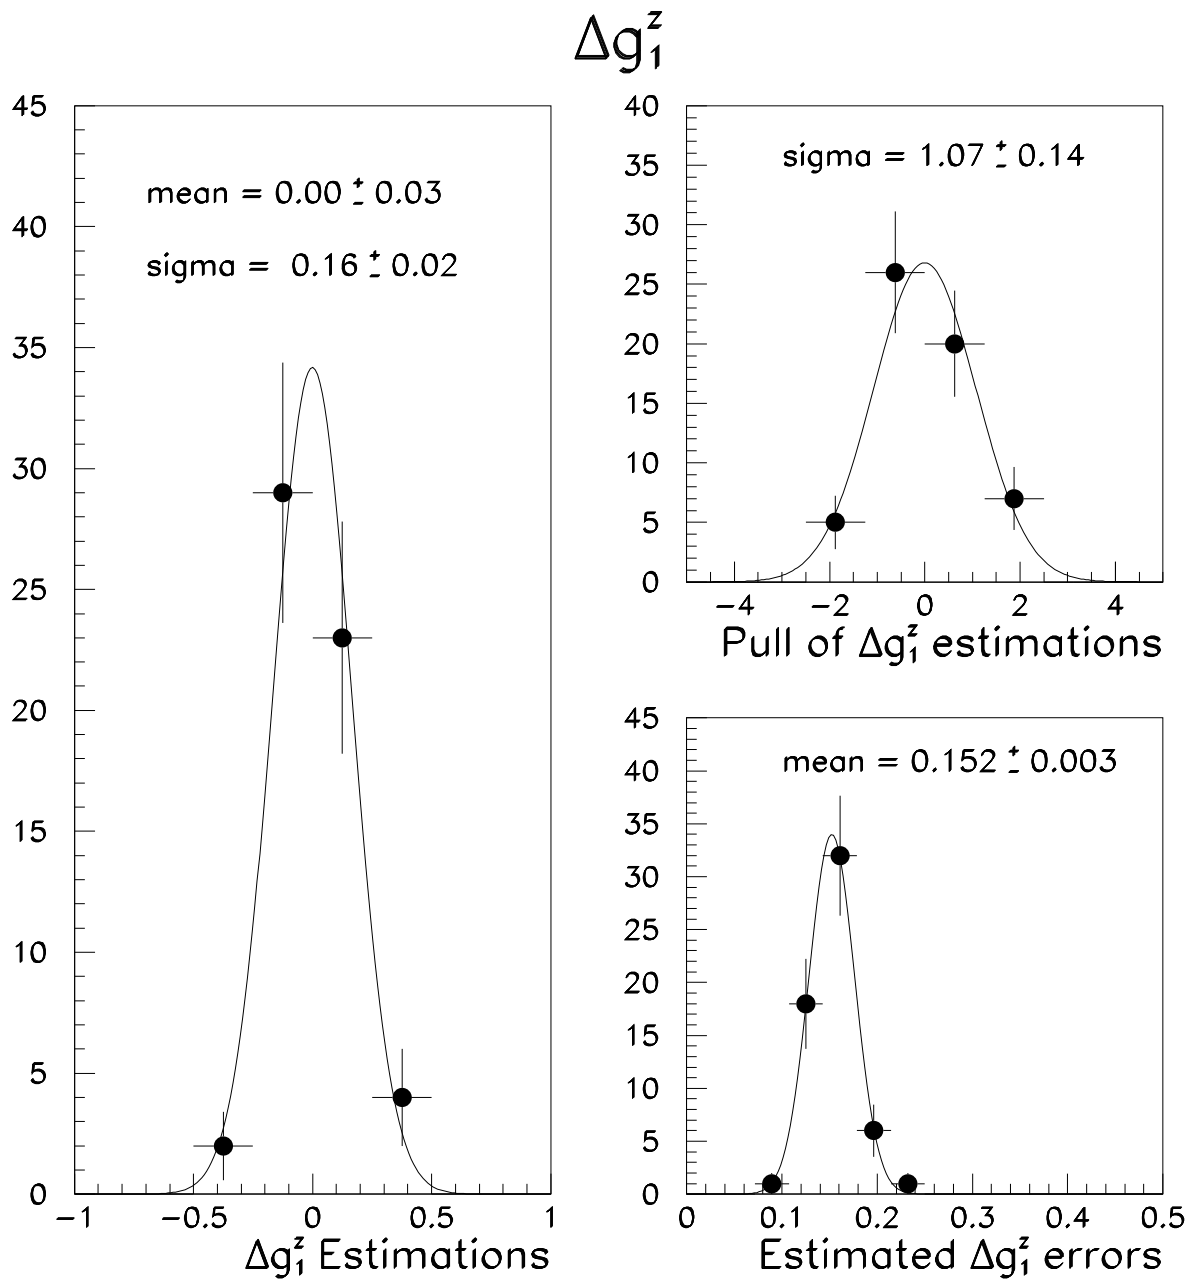 Δg₁ᶻ
45
40
35
30
25
20
15
10
5
0
mean = 0.00 ± 0.03
sigma = 0.16 ± 0.02
−1 −0.5 0 0.5 1
Δg₁ᶻ Estimations
40
35
30
25
20
15
10
5
0
sigma = 1.07 ± 0.14
−4 −2 0 2 4
Pull of Δg₁ᶻ estimations
45
40
35
30
25
20
15
10
5
0
mean = 0.152 ± 0.003
0 0.1 0.2 0.3 0.4 0.5
Estimated Δg₁ᶻ errors